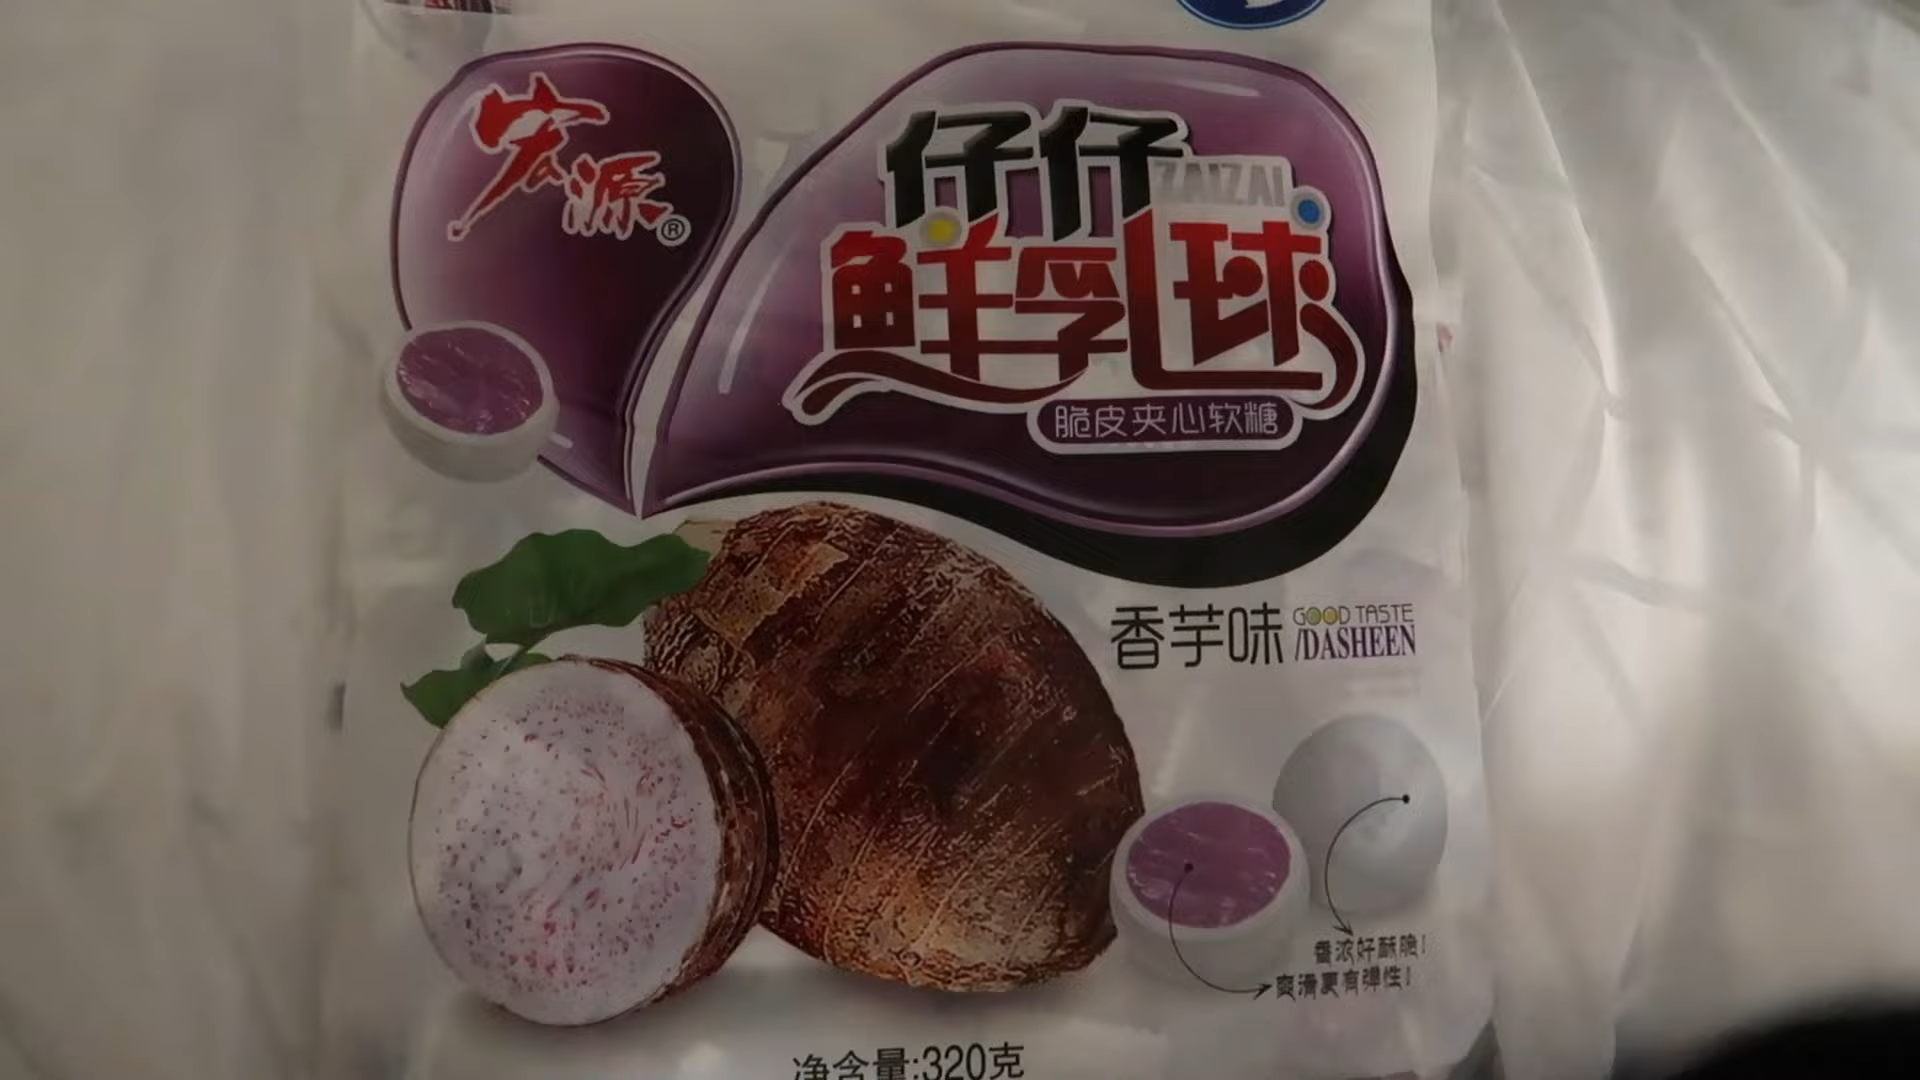 宏源®
仔仔
ZAIZAI
鲜乳球
脆皮夹心软糖
香芋味
GOOD TASTE
/DASHEEN
香浓好酥脆!
爽滑更有弹性!
净含量:320克